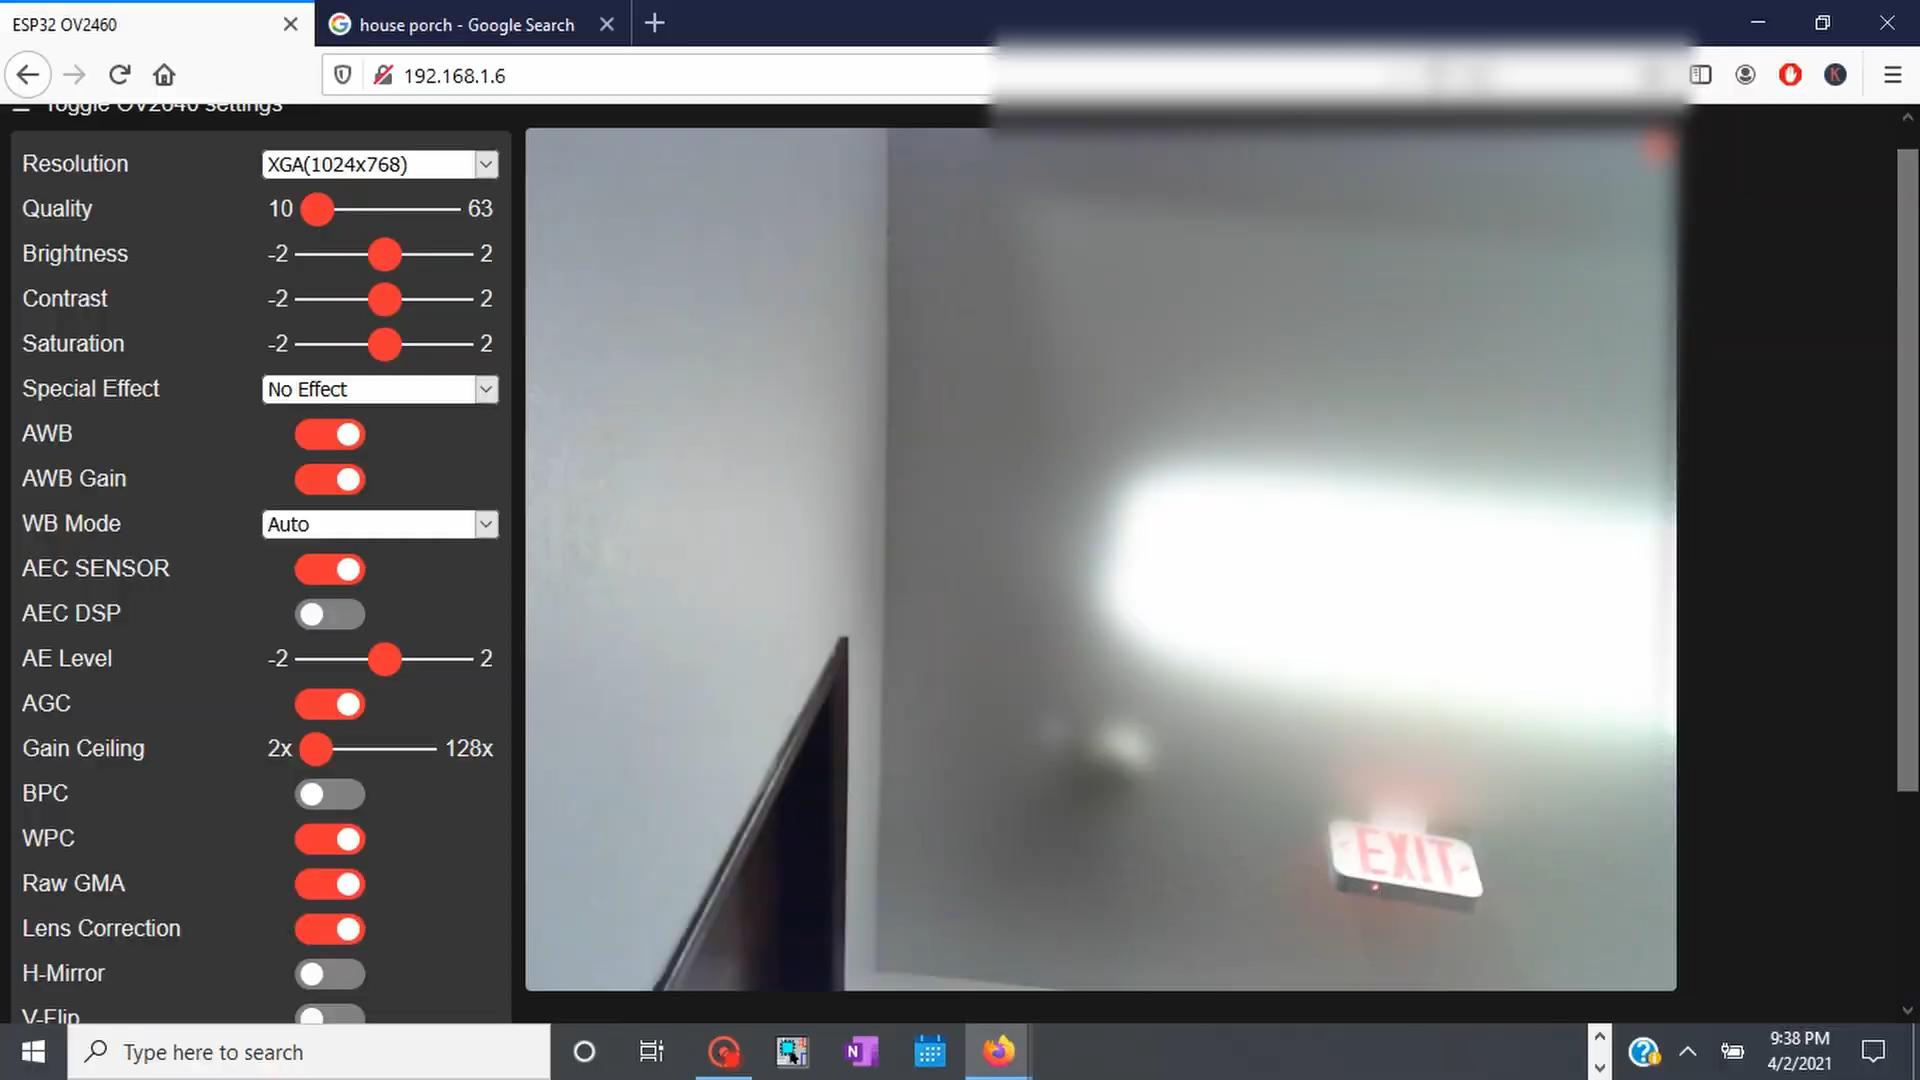 ESP32 OV2460
house porch - Google Search
192.168.1.6
K
Toggle OV2640 settings
Resolution XGA(1024x768)
Quality 10 63
Brightness -2 2
Contrast -2 2
Saturation -2 2
Special Effect No Effect
AWB
AWB Gain
WB Mode Auto
AEC SENSOR
AEC DSP
AE Level -2 2
AGC
Gain Ceiling 2x 128x
BPC
WPC
Raw GMA
Lens Correction
H-Mirror
V-Flip
EXIT
Type here to search
N
9:38 PM
4/2/2021